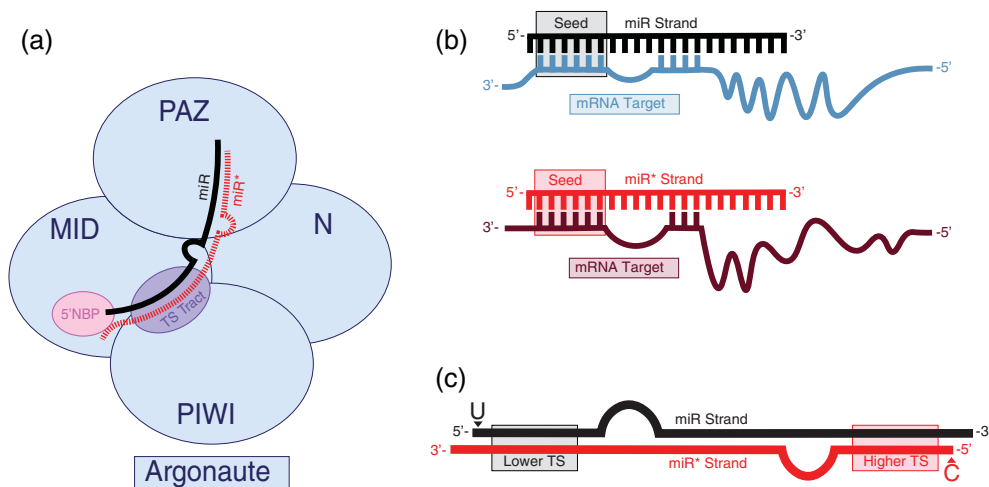 (a)
PAZ
miR
miR*
MID
N
5'NBP
TS Tract
PIWI
Argonaute
(b)
Seed
miR Strand
5'-
-3'
3'-
-5'
mRNA Target
Seed
miR* Strand
5'-
-3'
3'-
-5'
mRNA Target
(c)
U
miR Strand
5'-
-3
3'-
-5'
Lower TS
miR* Strand
Higher TS
C